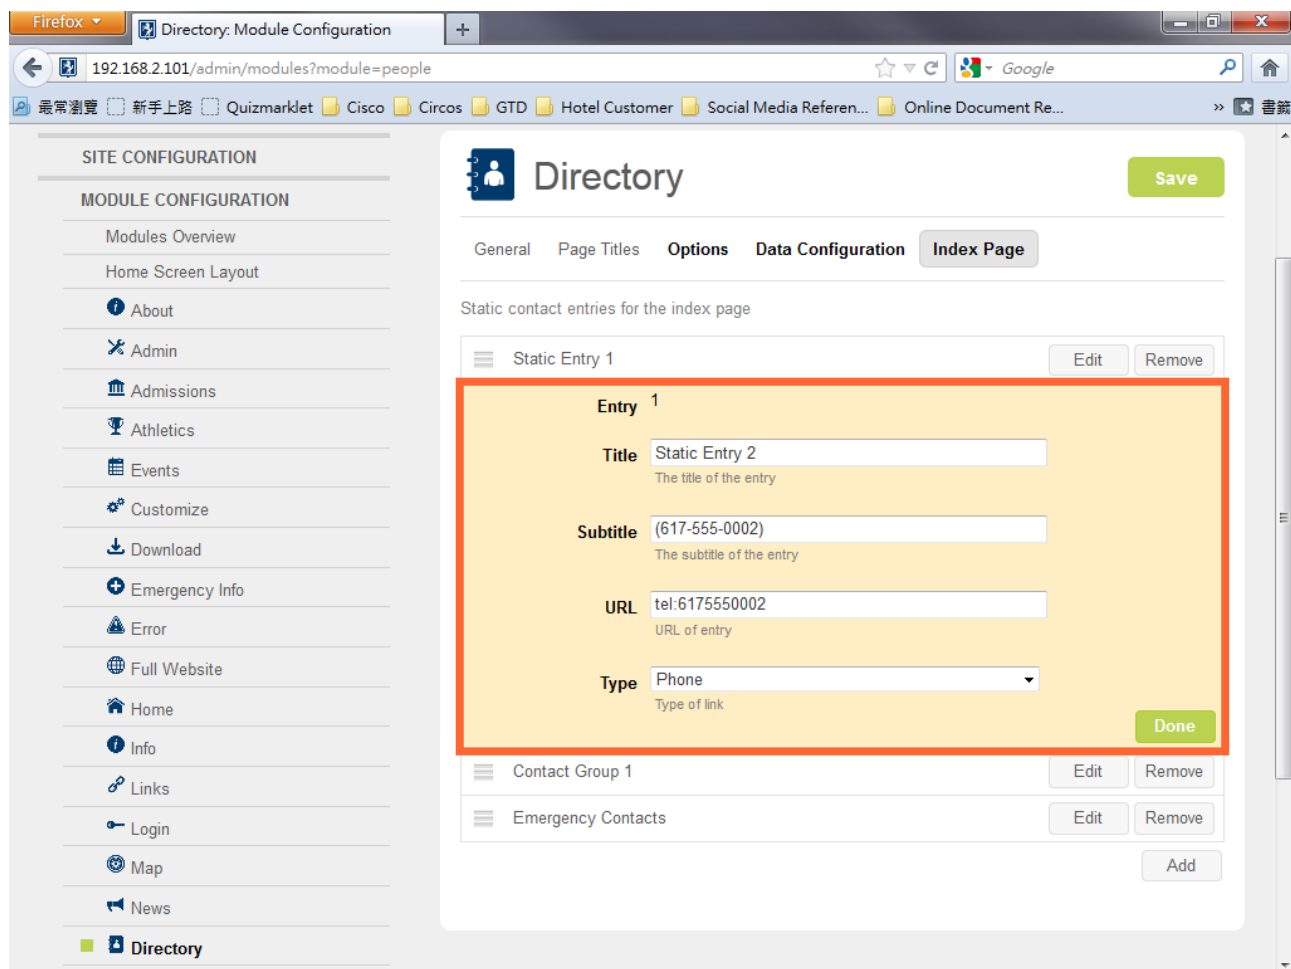 Firefox
Directory: Module Configuration
192.168.2.101/admin/modules?module=people
Google
最常瀏覽 新手上路 Quizmarklet Cisco Circos GTD Hotel Customer Social Media Referen... Online Document Re... » 書籤
SITE CONFIGURATION
MODULE CONFIGURATION
Modules Overview
Home Screen Layout
About
Admin
Admissions
Athletics
Events
Customize
Download
Emergency Info
Error
Full Website
Home
Info
Links
Login
Map
News
Directory
Directory
Save
General Page Titles Options Data Configuration Index Page
Static contact entries for the index page
Static Entry 1 Edit Remove
Entry 1
Title Static Entry 2
The title of the entry
Subtitle (617-555-0002)
The subtitle of the entry
URL tel:6175550002
URL of entry
Type Phone
Type of link
Done
Contact Group 1 Edit Remove
Emergency Contacts Edit Remove
Add